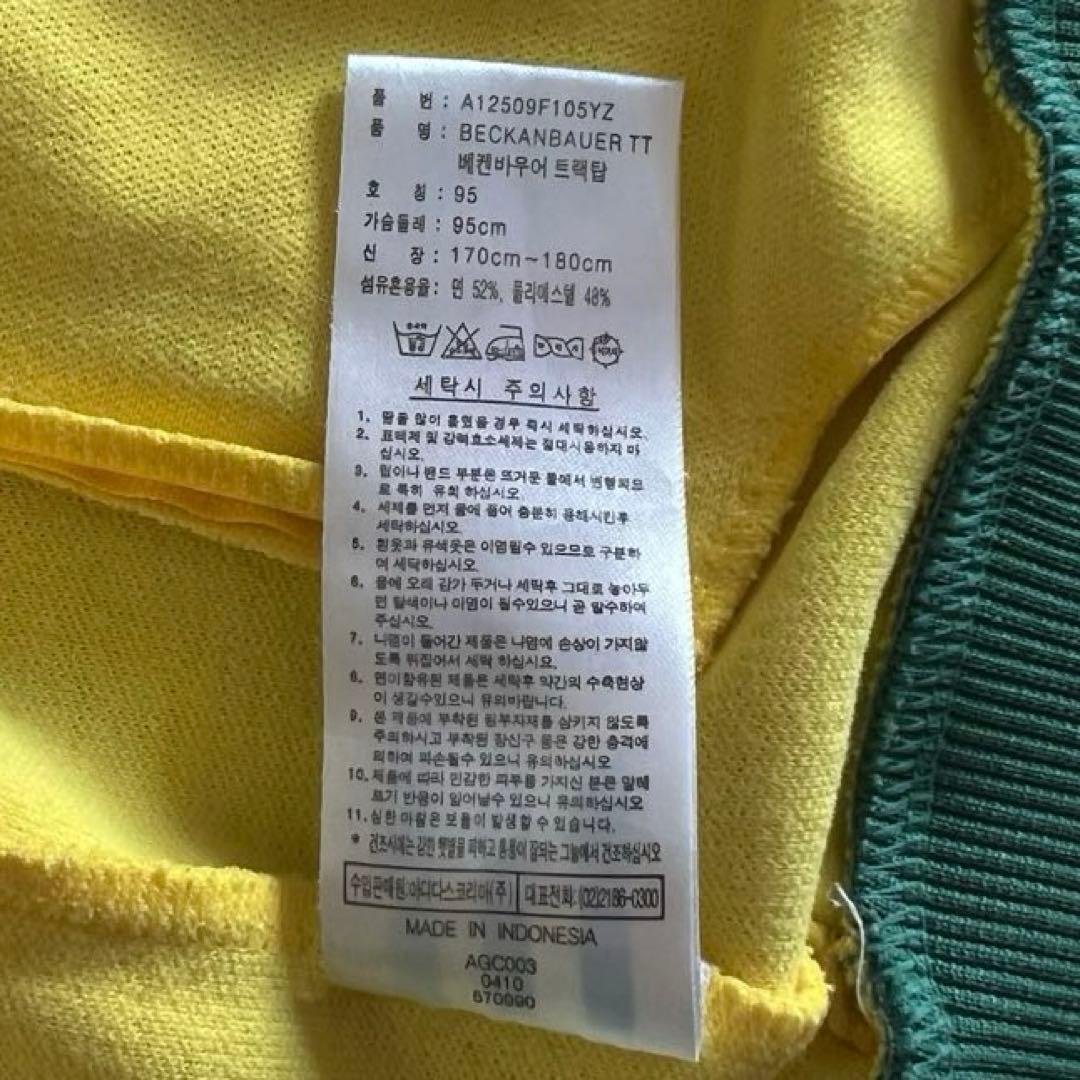 품 번 : A12509F105YZ
품 명 : BECKANBAUER TT
베켄바우어 트랙탑
호 칭 : 95
가슴둘레 : 95cm
신 장 : 170cm~180cm
섬유혼용율: 면 52%, 폴리에스텔 48%
세탁시 주의사항
1. 땀을 많이 흘렸을 경우 즉시 세탁하십시오.
2. 표백제 및 강력효소세제는 절대사용하지 마
십시오.
3. 립이나 밴드 부분은 뜨거운 물에서 변형되므
로 특히 유의 하십시오.
4. 세제를 먼저 물에 풀어 충분히 용해시킨후
세탁하십시오.
5. 흰옷과 유색옷은 이염될수 있으므로 구분하
여 세탁하십시오.
6. 물에 오래 감가 두거나 세탁후 그대로 놓아두
면 탈색이나 이염이 될수있으니 곧 탈수하여
주십시오.
7. 나염이 들어간 제품은 나염에 손상이 가지않
도록 뒤집어서 세탁 하십시요.
8. 면이함유된 제품은 세탁후 약간의 수축현상
이 생길수있으니 유의바랍니다.
9. 본 제품에 부착된 원부자재를 삼키지 않도록
주의하시고 부착된 장신구 등은 강한 충격에
의하여 파손될수 있으니 유의하십시오
10. 제품에 따라 민감한 피부를 가지신 분은 알레
르기 반응이 일어날수 있으니 유의하십시오
11. 심한 마찰은 보풀이 발생할 수 있습니다.
* 건조시에는 강한 햇볕을 피하고 통풍이 잘되는 그늘에서 건조하십시오
수입판매원:아디다스코리아(주) 대표전화:(02)2186-0300
MADE IN INDONESIA
AGC003
0410
670990